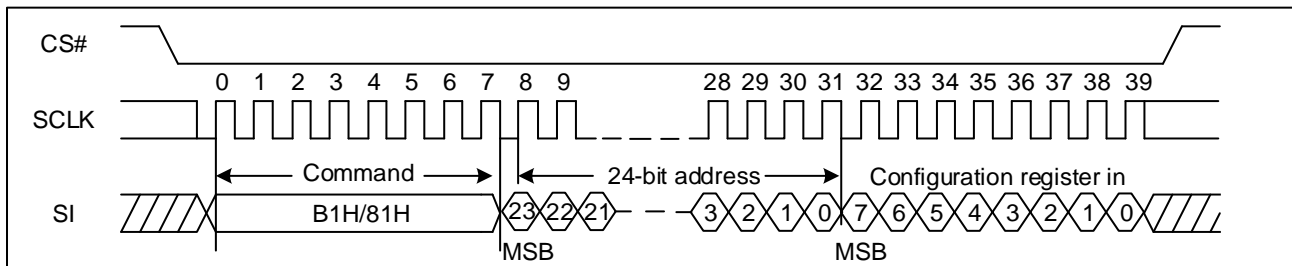 CS#
0 1 2 3 4 5 6 7 8 9 28 29 30 31 32 33 34 35 36 37 38 39
SCLK
Command 24-bit address Configuration register in
SI B1H/81H 23 22 21 3 2 1 0 7 6 5 4 3 2 1 0
MSB MSB